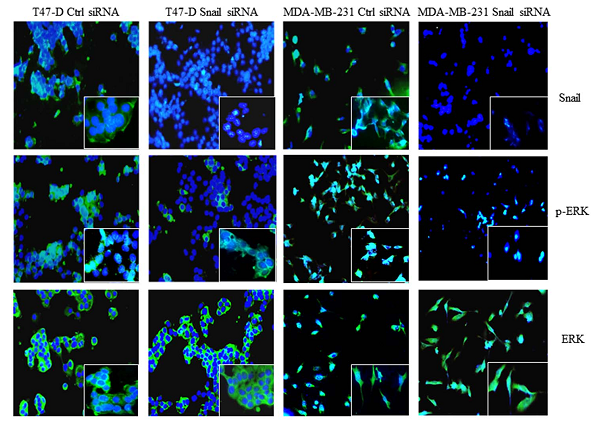 T47-D Ctrl siRNA T47-D Snail siRNA MDA-MB-231 Ctrl siRNA MDA-MB-231 Snail siRNA
Snail
p-ERK
ERK